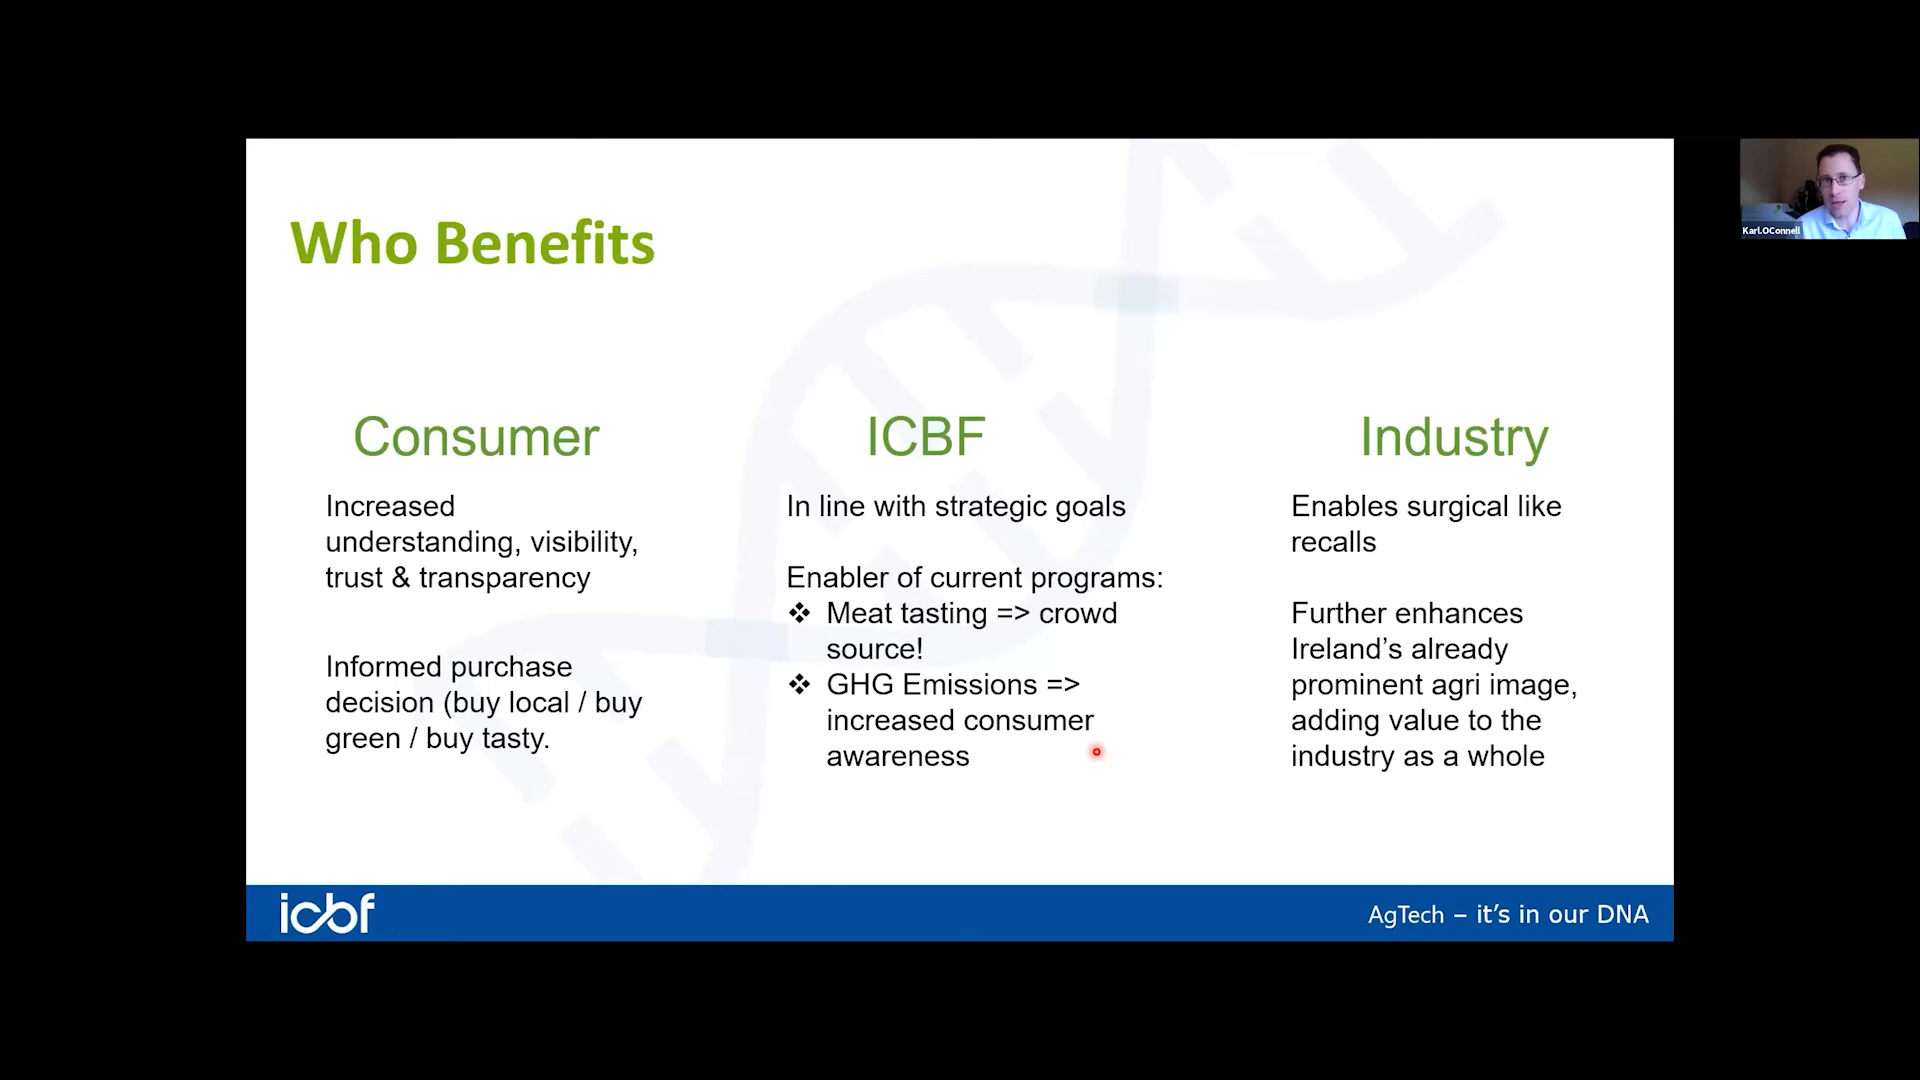 Who Benefits
Consumer
Increased
understanding, visibility,
trust & transparency
Informed purchase
decision (buy local / buy
green / buy tasty.
ICBF
In line with strategic goals
Enabler of current programs:
❖ Meat tasting => crowd
source!
❖ GHG Emissions =>
increased consumer
awareness
Industry
Enables surgical like
recalls
Further enhances
Ireland’s already
prominent agri image,
adding value to the
industry as a whole
icbf
AgTech – it’s in our DNA
Karl.OConnell